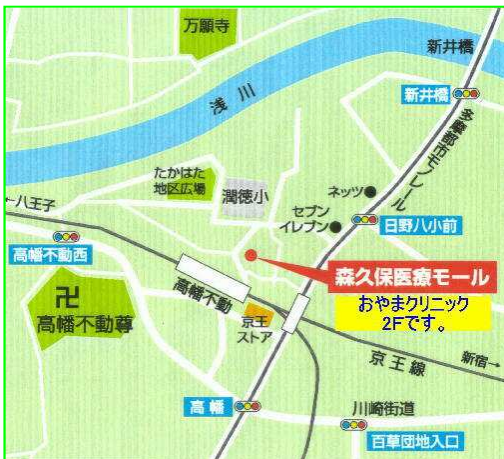 万願寺
新井橋
新井橋
浅川
多摩都市モノレール
たかはた
地区広場
潤徳小
ネッツ
セブン
イレブン
日野八小前
←八王子
高幡不動西
森久保医療モール
おやまクリニック
2Fです。
卍
高幡不動尊
高幡不動
京王
ストア
京王線
新宿→
高幡
川崎街道
百草団地入口